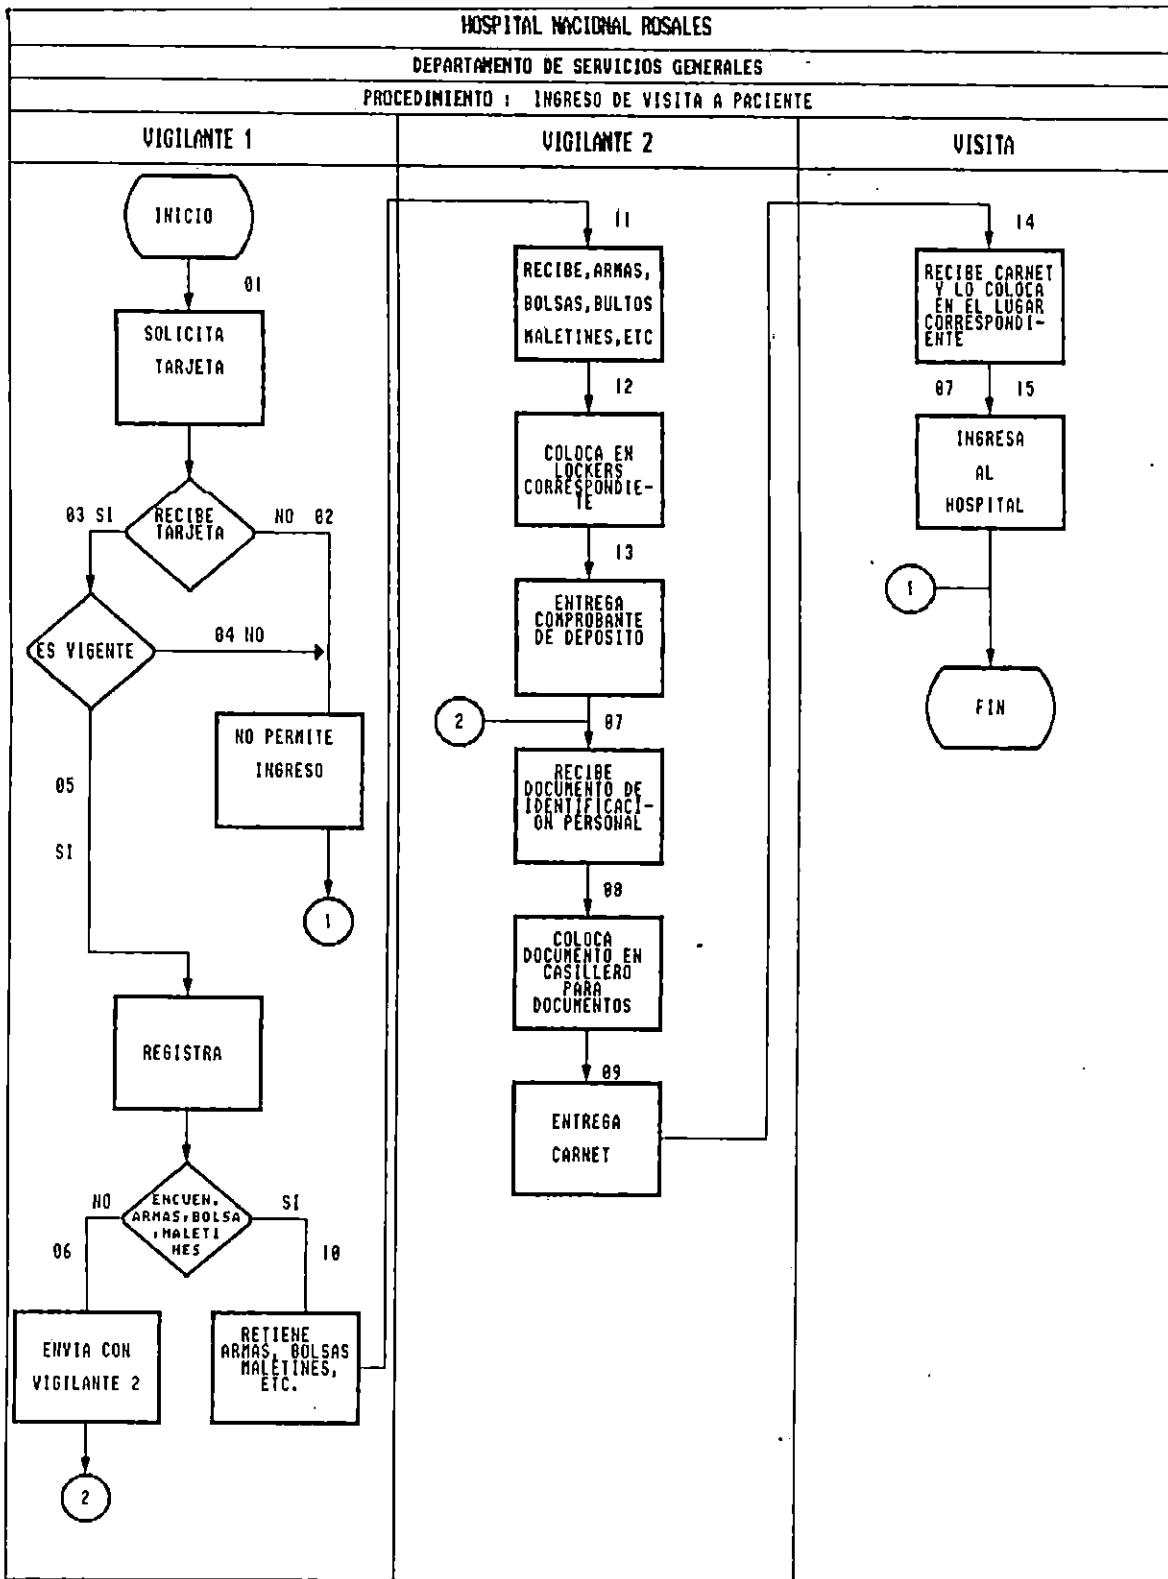 HOSPITAL NACIONAL ROSALES
DEPARTAMENTO DE SERVICIOS GENERALES
PROCEDIMIENTO : INGRESO DE VISITA A PACIENTE
VIGILANTE 1
INICIO
01
SOLICITA
TARJETA
RECIBE
TARJETA
03 SI
NO 02
ES VIGENTE
04 NO
NO PERMITE
INGRESO
1
05
SI
REGISTRA
ENCUEN.
ARMAS,BOLSA
,MALETI
NES
NO
SI
06
10
ENVIA CON
VIGILANTE 2
RETIENE
ARMAS, BOLSAS
MALETINES,
ETC.
2
VIGILANTE 2
11
RECIBE,ARMAS,
BOLSAS,BULTOS
MALETINES,ETC
12
COLOCA EN
LOCKERS
CORRESPONDIE-
TE
13
ENTREGA
COMPROBANTE
DE DEPOSITO
2
07
RECIBE
DOCUMENTO DE
IDENTIFICACI-
ON PERSONAL
08
COLOCA
DOCUMENTO EN
CASILLERO
PARA
DOCUMENTOS
09
ENTREGA
CARNET
VISITA
14
RECIBE CARNET
Y LO COLOCA
EN EL LUGAR
CORRESPONDI-
ENTE
07
15
INGRESA
AL
HOSPITAL
1
FIN